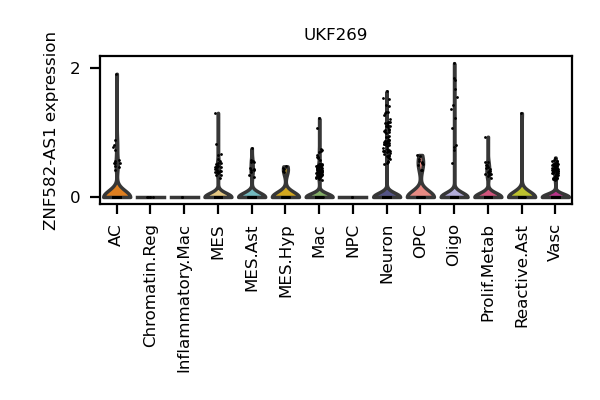 UKF269
ZNF582-AS1 expression
2
0
AC
Chromatin.Reg
Inflammatory.Mac
MES
MES.Ast
MES.Hyp
Mac
NPC
Neuron
OPC
Oligo
Prolif.Metab
Reactive.Ast
Vasc